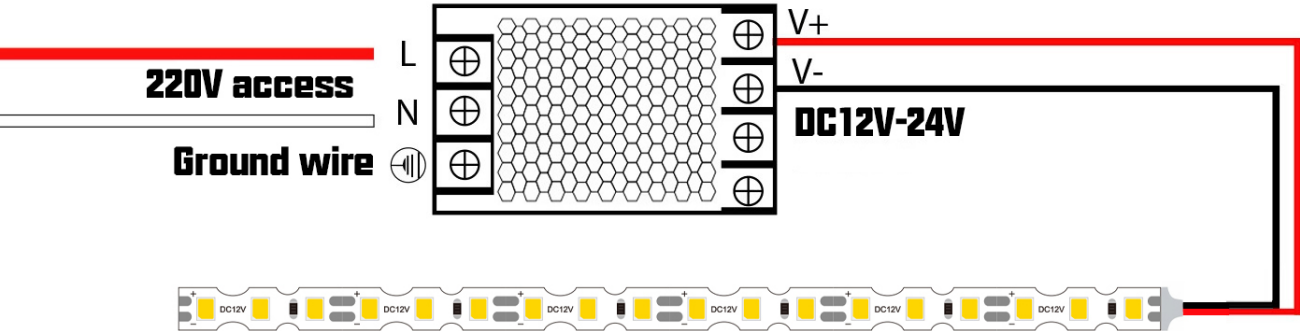 V+
L
220V access
V-
N
DC12V-24V
Ground wire
+ DC12V + DC12V + DC12V + DC12V + DC12V + DC12V
- - - - - -